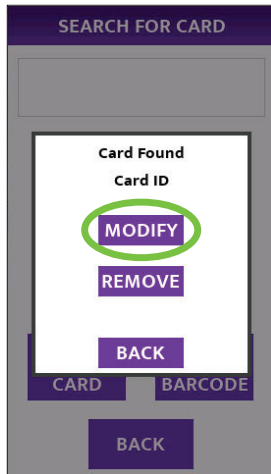 SEARCH FOR CARD
Card Found
Card ID
MODIFY
REMOVE
BACK
CARD
BARCODE
BACK